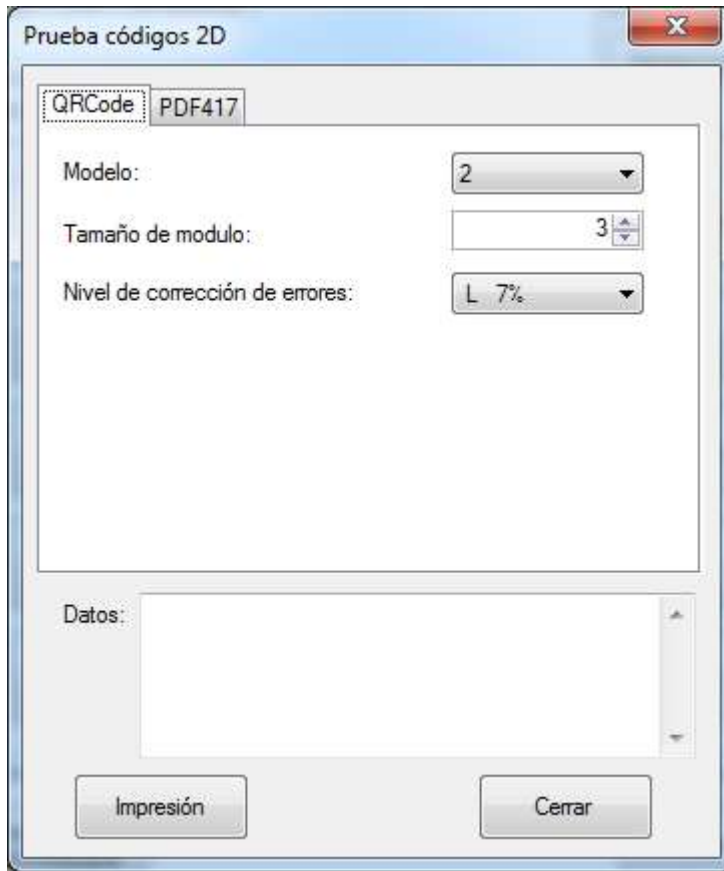 Prueba códigos 2D
QRCode PDF417
Modelo: 2
Tamaño de modulo: 3
Nivel de corrección de errores: L 7%
Datos:
Impresión Cerrar